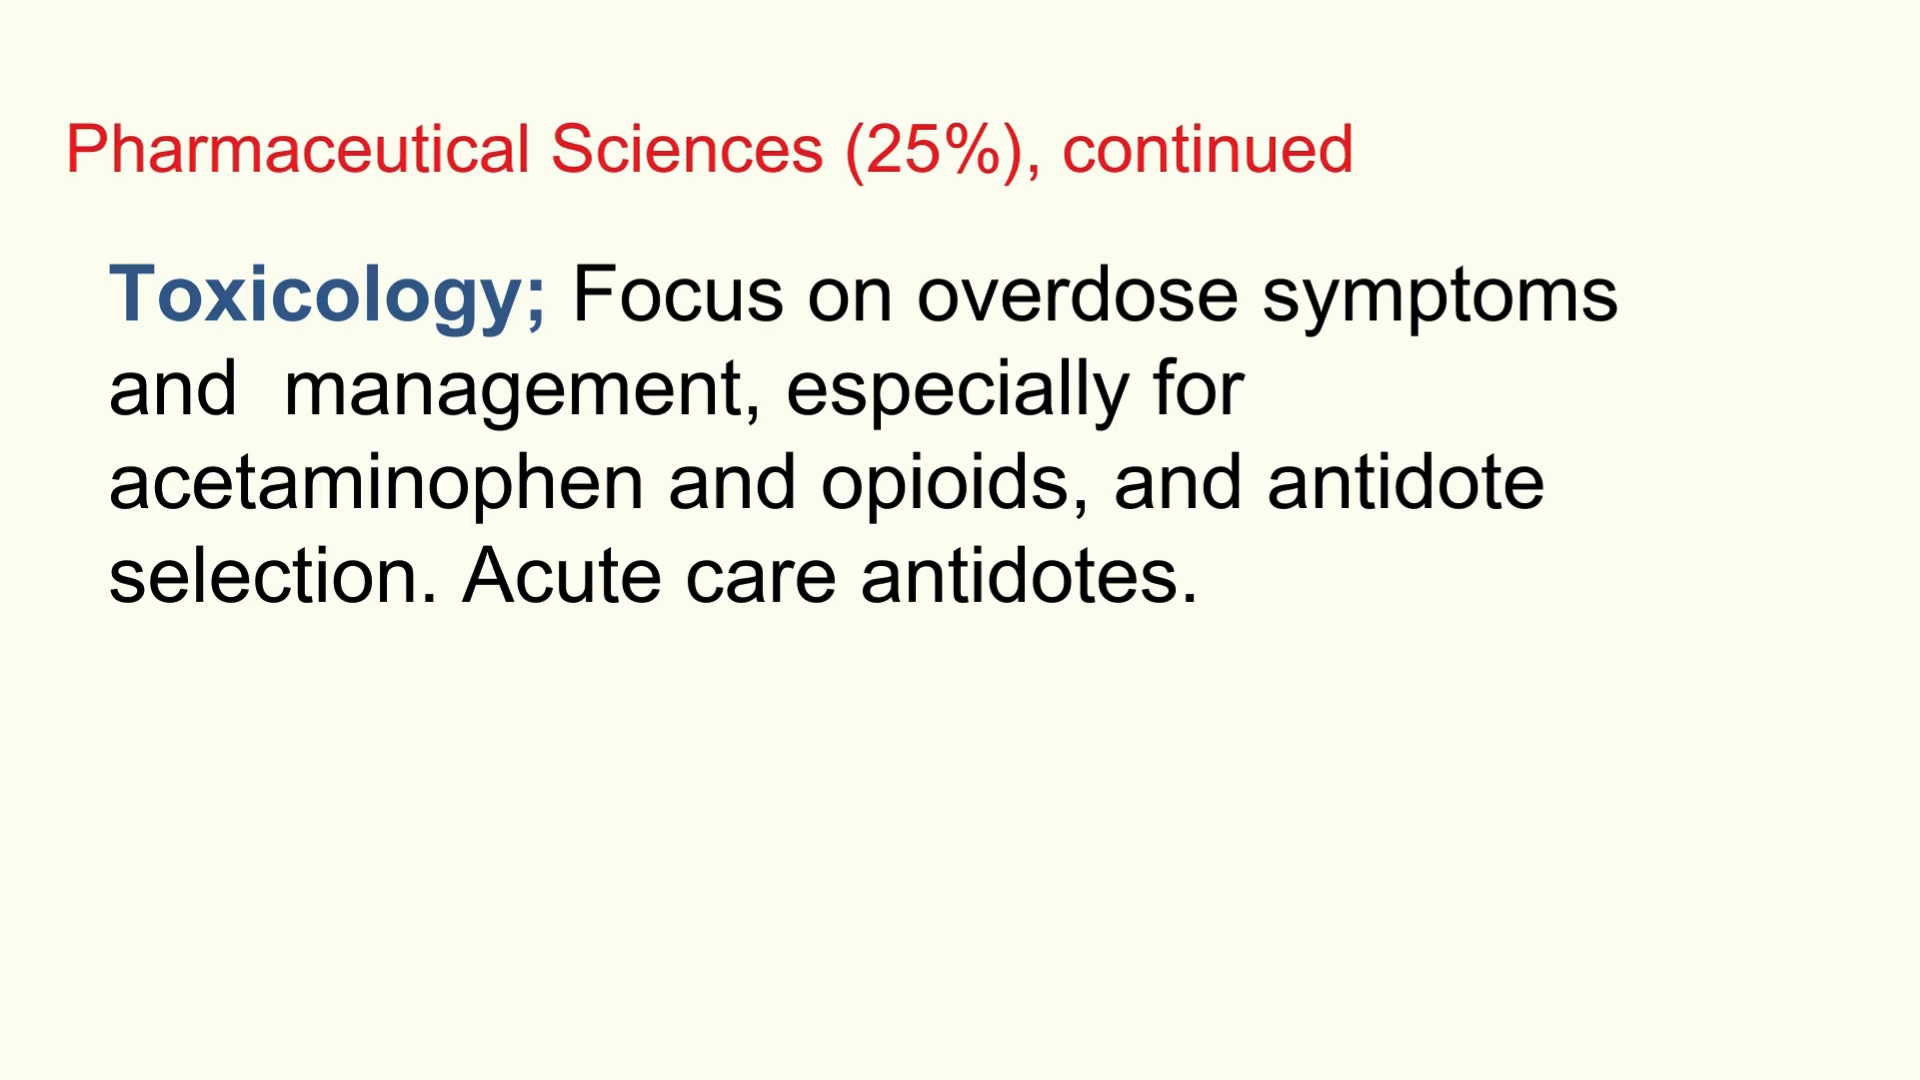 Pharmaceutical Sciences (25%), continued
Toxicology; Focus on overdose symptoms
and  management, especially for
acetaminophen and opioids, and antidote
selection. Acute care antidotes.